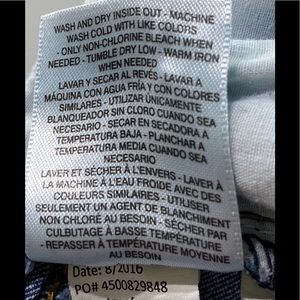 WASH AND DRY INSIDE OUT - MACHINE
WASH COLD WITH LIKE COLORS
- ONLY NON-CHLORINE BLEACH WHEN
NEEDED - TUMBLE DRY LOW - WARM IRON
WHEN NEEDED
LAVAR Y SECAR AL REVÉS - LAVAR A
MÁQUINA CON AGUA FRÍA Y CON COLORES
SIMILARES - UTILIZAR ÚNICAMENTE
BLANQUEADOR SIN CLORO CUANDO SEA
NECESARIO - SECAR EN SECADORA A
TEMPERATURA BAJA - PLANCHAR A
TEMPERATURA MEDIA CUANDO SEA
NECESARIO
LAVER ET SÉCHER À L'ENVERS - LAVER À
LA MACHINE À L'EAU FROIDE AVEC DES
COULEURS SIMILAIRES - UTILISER
SEULEMENT UN AGENT DE BLANCHIMENT
NON CHLORÉ AU BESOIN - SÉCHER PAR
CULBUTAGE À BASSE TEMPÉRATURE
- REPASSER À TEMPÉRATURE MOYENNE
AU BESOIN
Date: 8/2016
PO# 4500829848